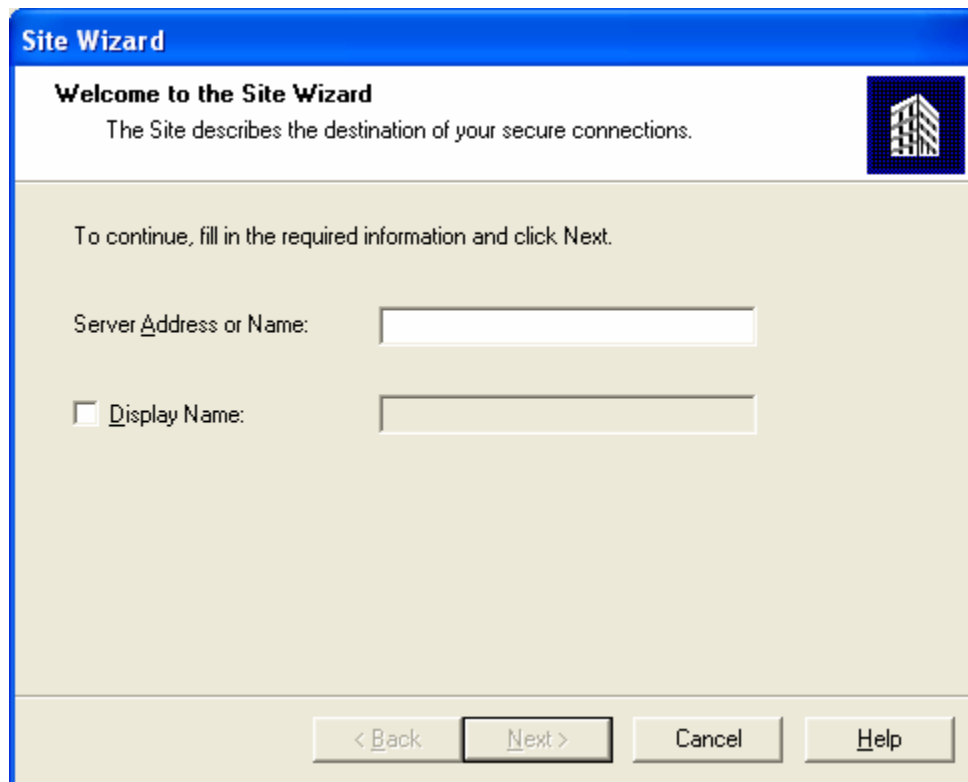 Site Wizard
Welcome to the Site Wizard
The Site describes the destination of your secure connections.
To continue, fill in the required information and click Next.
Server Address or Name:
Display Name:
< Back Next > Cancel Help